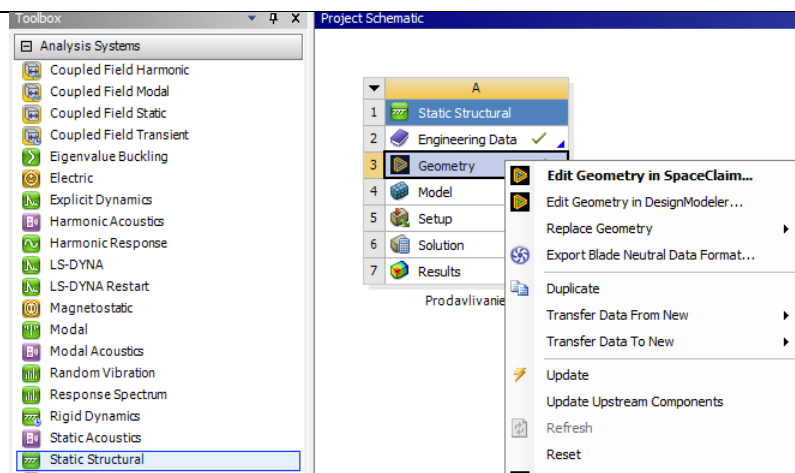 Toolbox
Project Schematic
Analysis Systems
Coupled Field Harmonic
Coupled Field Modal
Coupled Field Static
Coupled Field Transient
Eigenvalue Buckling
Electric
Explicit Dynamics
Harmonic Acoustics
Harmonic Response
LS-DYNA
LS-DYNA Restart
Magnetostatic
Modal
Modal Acoustics
Random Vibration
Response Spectrum
Rigid Dynamics
Static Acoustics
Static Structural
A
1 Static Structural
2 Engineering Data
3 Geometry
4 Model
5 Setup
6 Solution
7 Results
Prodavlivanie
Edit Geometry in SpaceClaim...
Edit Geometry in DesignModeler...
Replace Geometry
Export Blade Neutral Data Format...
Duplicate
Transfer Data From New
Transfer Data To New
Update
Update Upstream Components
Refresh
Reset